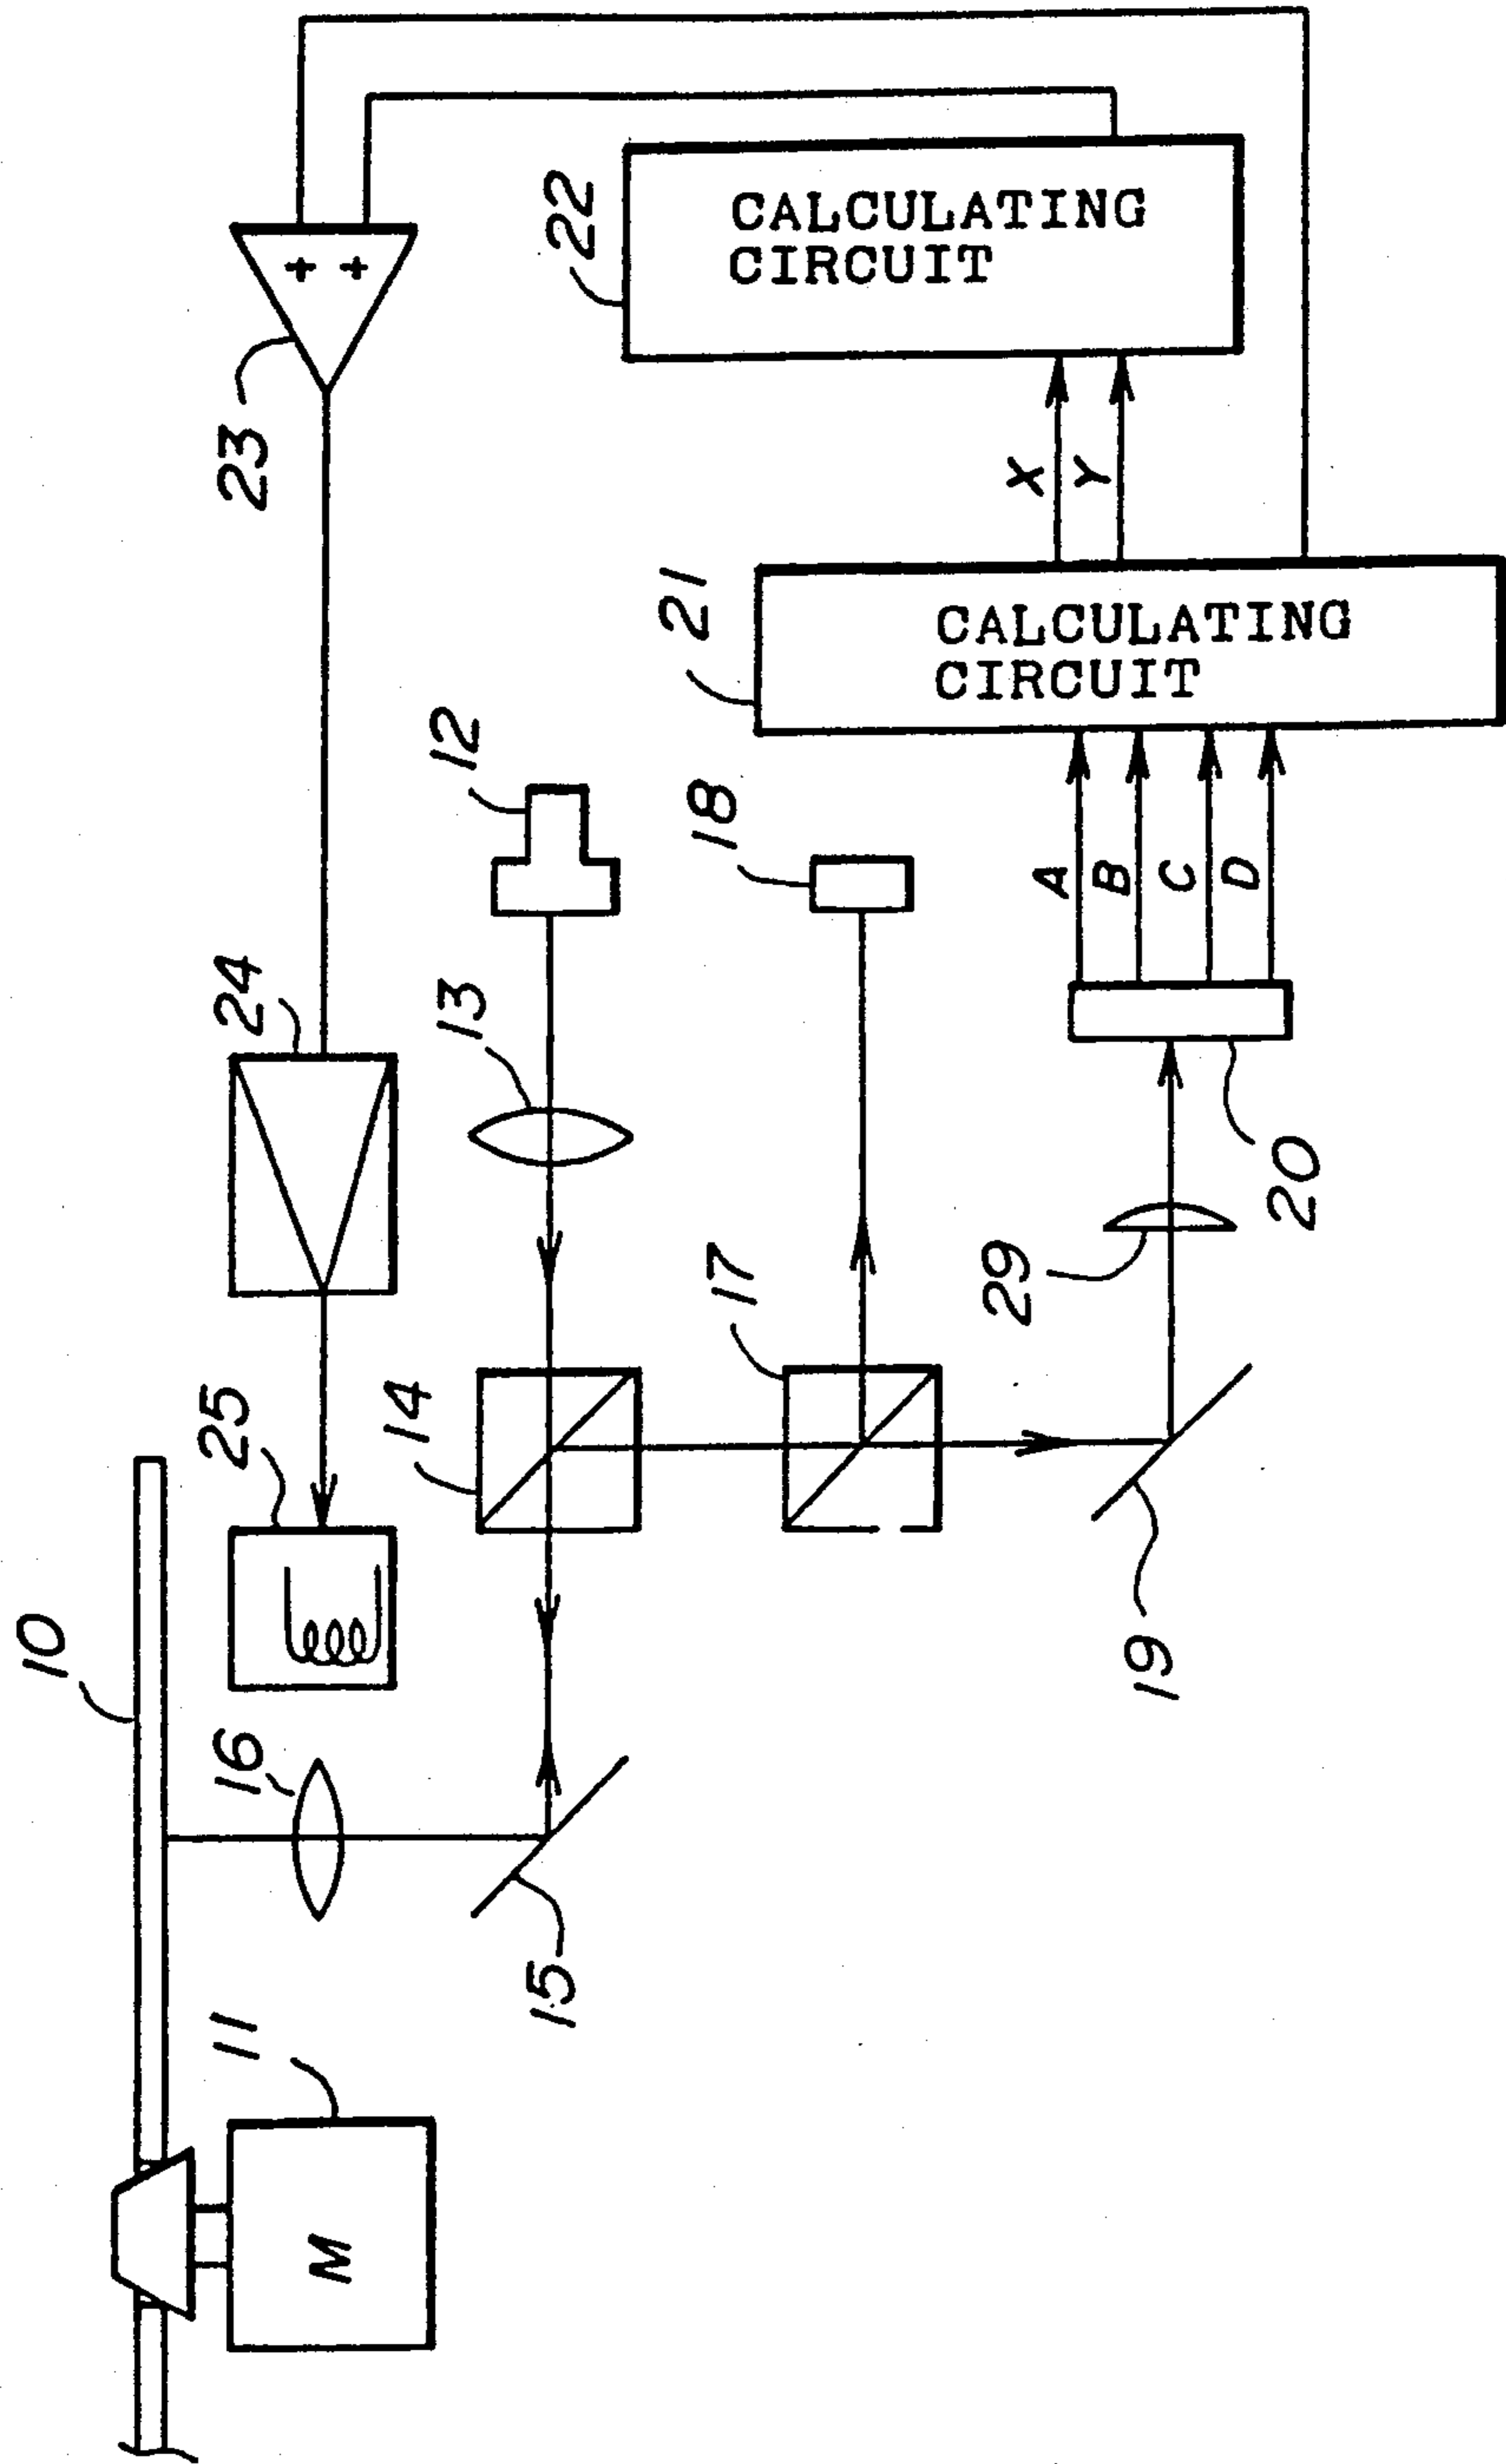 10
11
M
16
25
24
23
++
15
14
13
12
17
18
19
29
20
A
B
C
D
21
CALCULATING
CIRCUIT
X
Y
22
CALCULATING
CIRCUIT